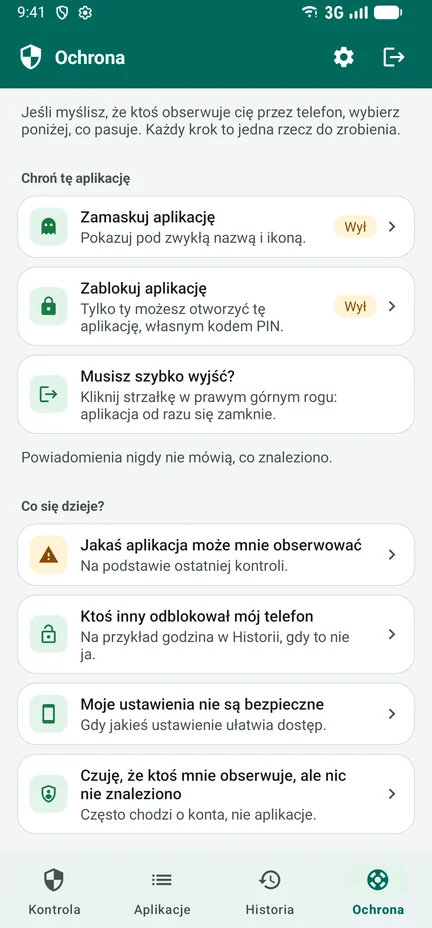 9:41
3G
Ochrona
Jeśli myślisz, że ktoś obserwuje cię przez telefon, wybierz
poniżej, co pasuje. Każdy krok to jedna rzecz do zrobienia.
Chroń tę aplikację
Zamaskuj aplikację
Pokazuj pod zwykłą nazwą i ikoną.
Wył
Zablokuj aplikację
Tylko ty możesz otworzyć tę
aplikację, własnym kodem PIN.
Wył
Musisz szybko wyjść?
Kliknij strzałkę w prawym górnym rogu:
aplikacja od razu się zamknie.
Powiadomienia nigdy nie mówią, co znaleziono.
Co się dzieje?
Jakaś aplikacja może mnie obserwować
Na podstawie ostatniej kontroli.
Ktoś inny odblokował mój telefon
Na przykład godzina w Historii, gdy to nie
ja.
Moje ustawienia nie są bezpieczne
Gdy jakieś ustawienie ułatwia dostęp.
Czuję, że ktoś mnie obserwuje, ale nic
nie znaleziono
Często chodzi o konta, nie aplikacje.
Kontrola
Aplikacje
Historia
Ochrona